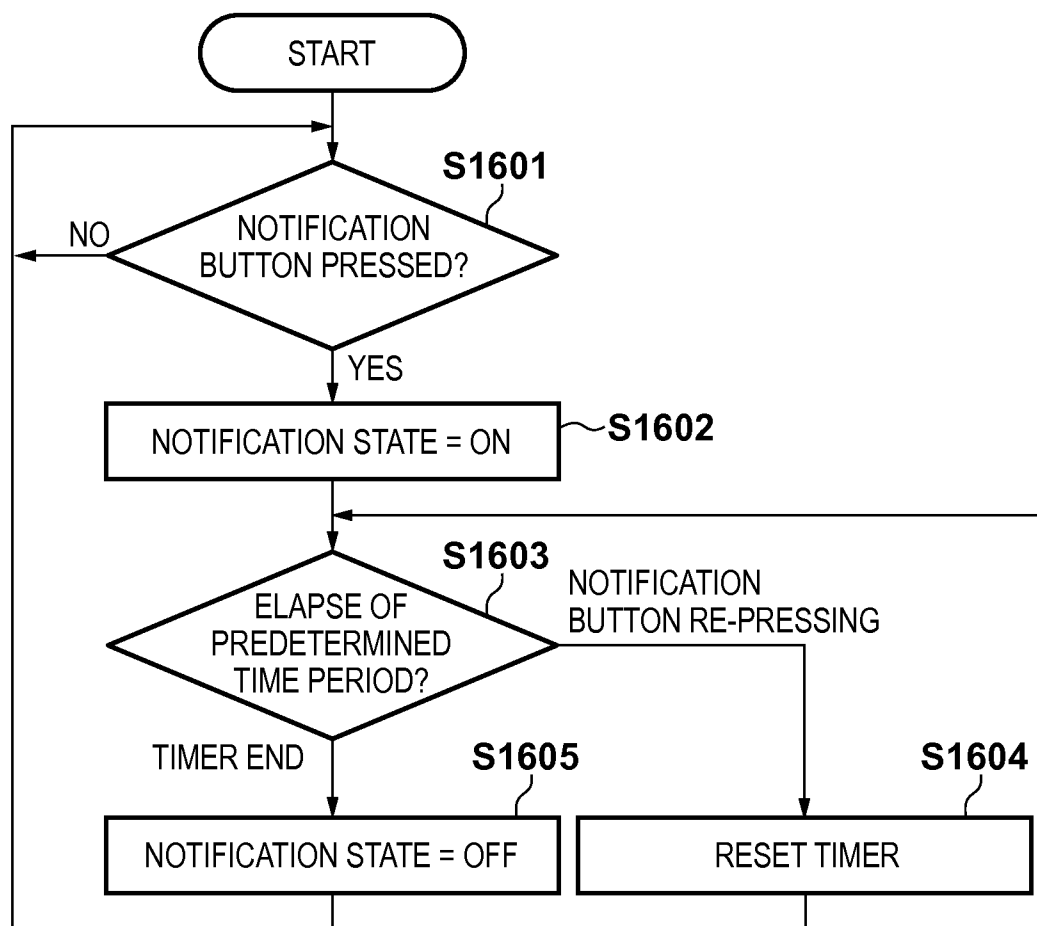 START
S1601
NO
NOTIFICATION
BUTTON PRESSED?
YES
NOTIFICATION STATE = ON
S1602
S1603
ELAPSE OF
PREDETERMINED
TIME PERIOD?
NOTIFICATION
BUTTON RE-PRESSING
TIMER END
S1605
S1604
NOTIFICATION STATE = OFF
RESET TIMER